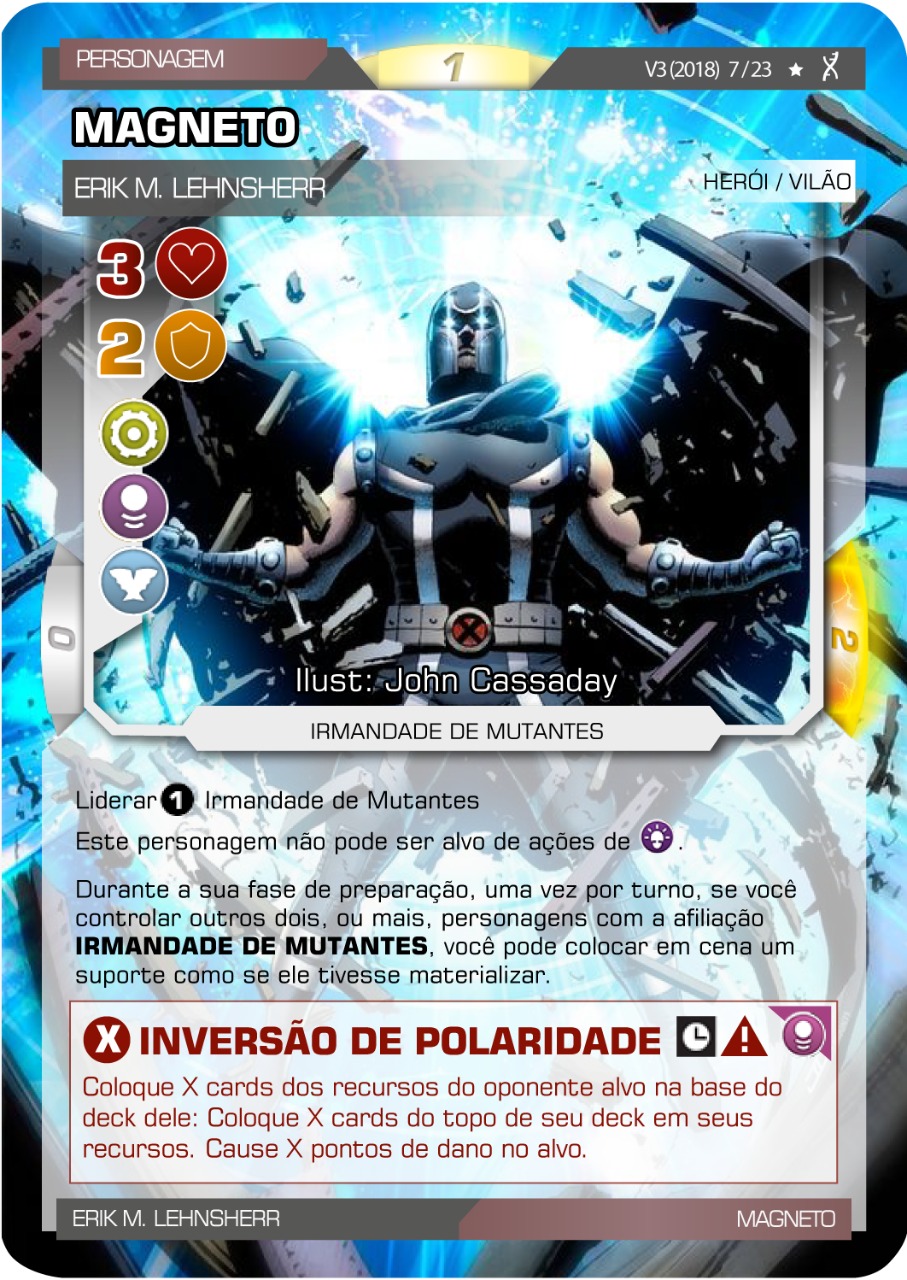 PERSONAGEM
1
V3 (2018) 7/23
MAGNETO
ERIK M. LEHNSHERR
HERÓI / VILÃO
3
2
0
2
Ilust: John Cassaday
IRMANDADE DE MUTANTES
Liderar 1 Irmandade de Mutantes
Este personagem não pode ser alvo de ações de .
Durante a sua fase de preparação, uma vez por turno, se você
controlar outros dois, ou mais, personagens com a afiliação
IRMANDADE DE MUTANTES, você pode colocar em cena um
suporte como se ele tivesse materializar.
X INVERSÃO DE POLARIDADE
Coloque X cards dos recursos do oponente alvo na base do
deck dele: Coloque X cards do topo de seu deck em seus
recursos. Cause X pontos de dano no alvo.
ERIK M. LEHNSHERR
MAGNETO